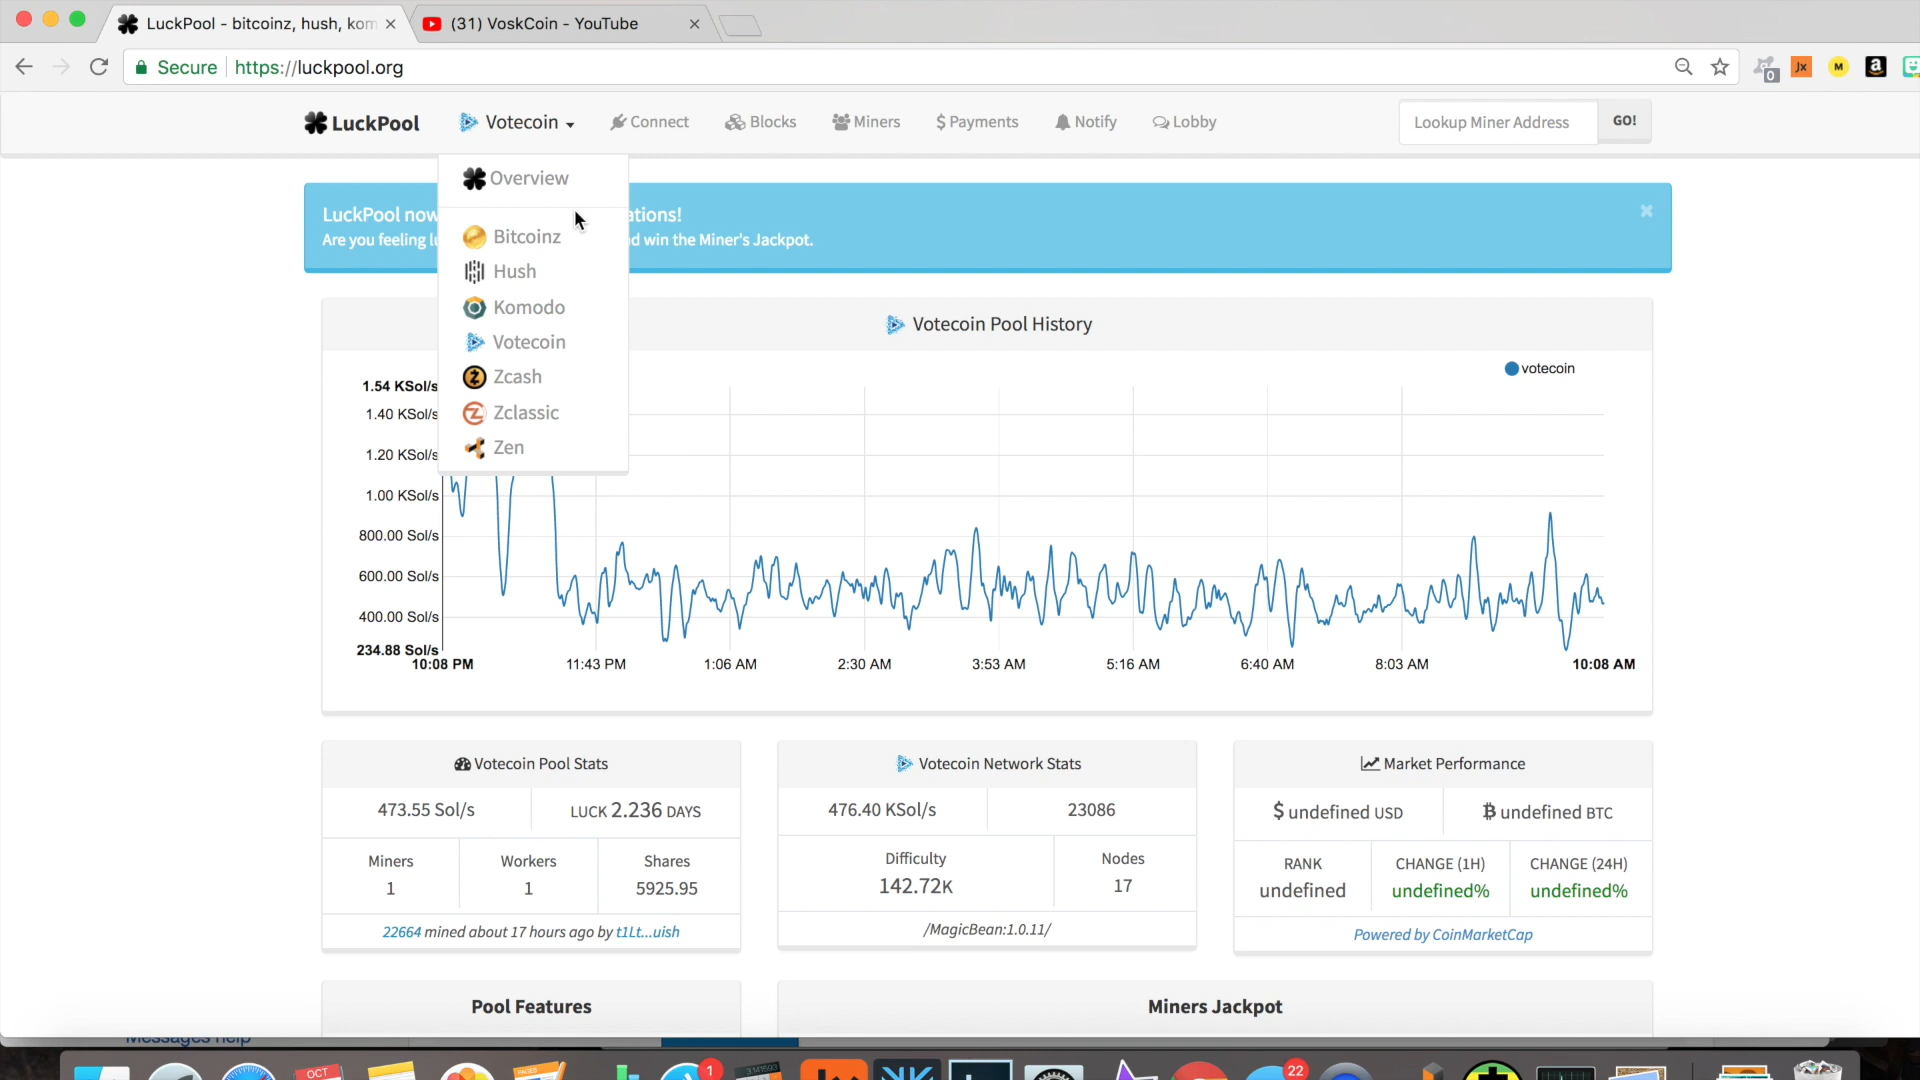 LuckPool - bitcoinz, hush, kom
(31) VoskCoin - YouTube
Secure https://luckpool.org
0
Jx
M
a
LuckPool
Votecoin
Connect
Blocks
Miners
$ Payments
Notify
Lobby
Lookup Miner Address
GO!
Overview
Bitcoinz
Hush
Komodo
Votecoin
Zcash
Zclassic
Zen
LuckPool now
ations!
Are you feeling
d win the Miner's Jackpot.
×
Votecoin Pool History
votecoin
1.54 KSol/s
1.40 KSol/s
1.20 KSol/s
1.00 KSol/s
800.00 Sol/s
600.00 Sol/s
400.00 Sol/s
234.88 Sol/s
10:08 PM
11:43 PM
1:06 AM
2:30 AM
3:53 AM
5:16 AM
6:40 AM
8:03 AM
10:08 AM
Votecoin Pool Stats
473.55 Sol/s
LUCK 2.236 DAYS
Miners
1
Workers
1
Shares
5925.95
22664 mined about 17 hours ago by t1Lt...uish
Votecoin Network Stats
476.40 KSol/s
23086
Difficulty
142.72K
Nodes
17
/MagicBean:1.0.11/
Market Performance
$ undefined USD
undefined BTC
RANK
undefined
CHANGE (1H)
undefined%
CHANGE (24H)
undefined%
Powered by CoinMarketCap
Pool Features
Miners Jackpot
Messages help
OCT
PAGES
1
22